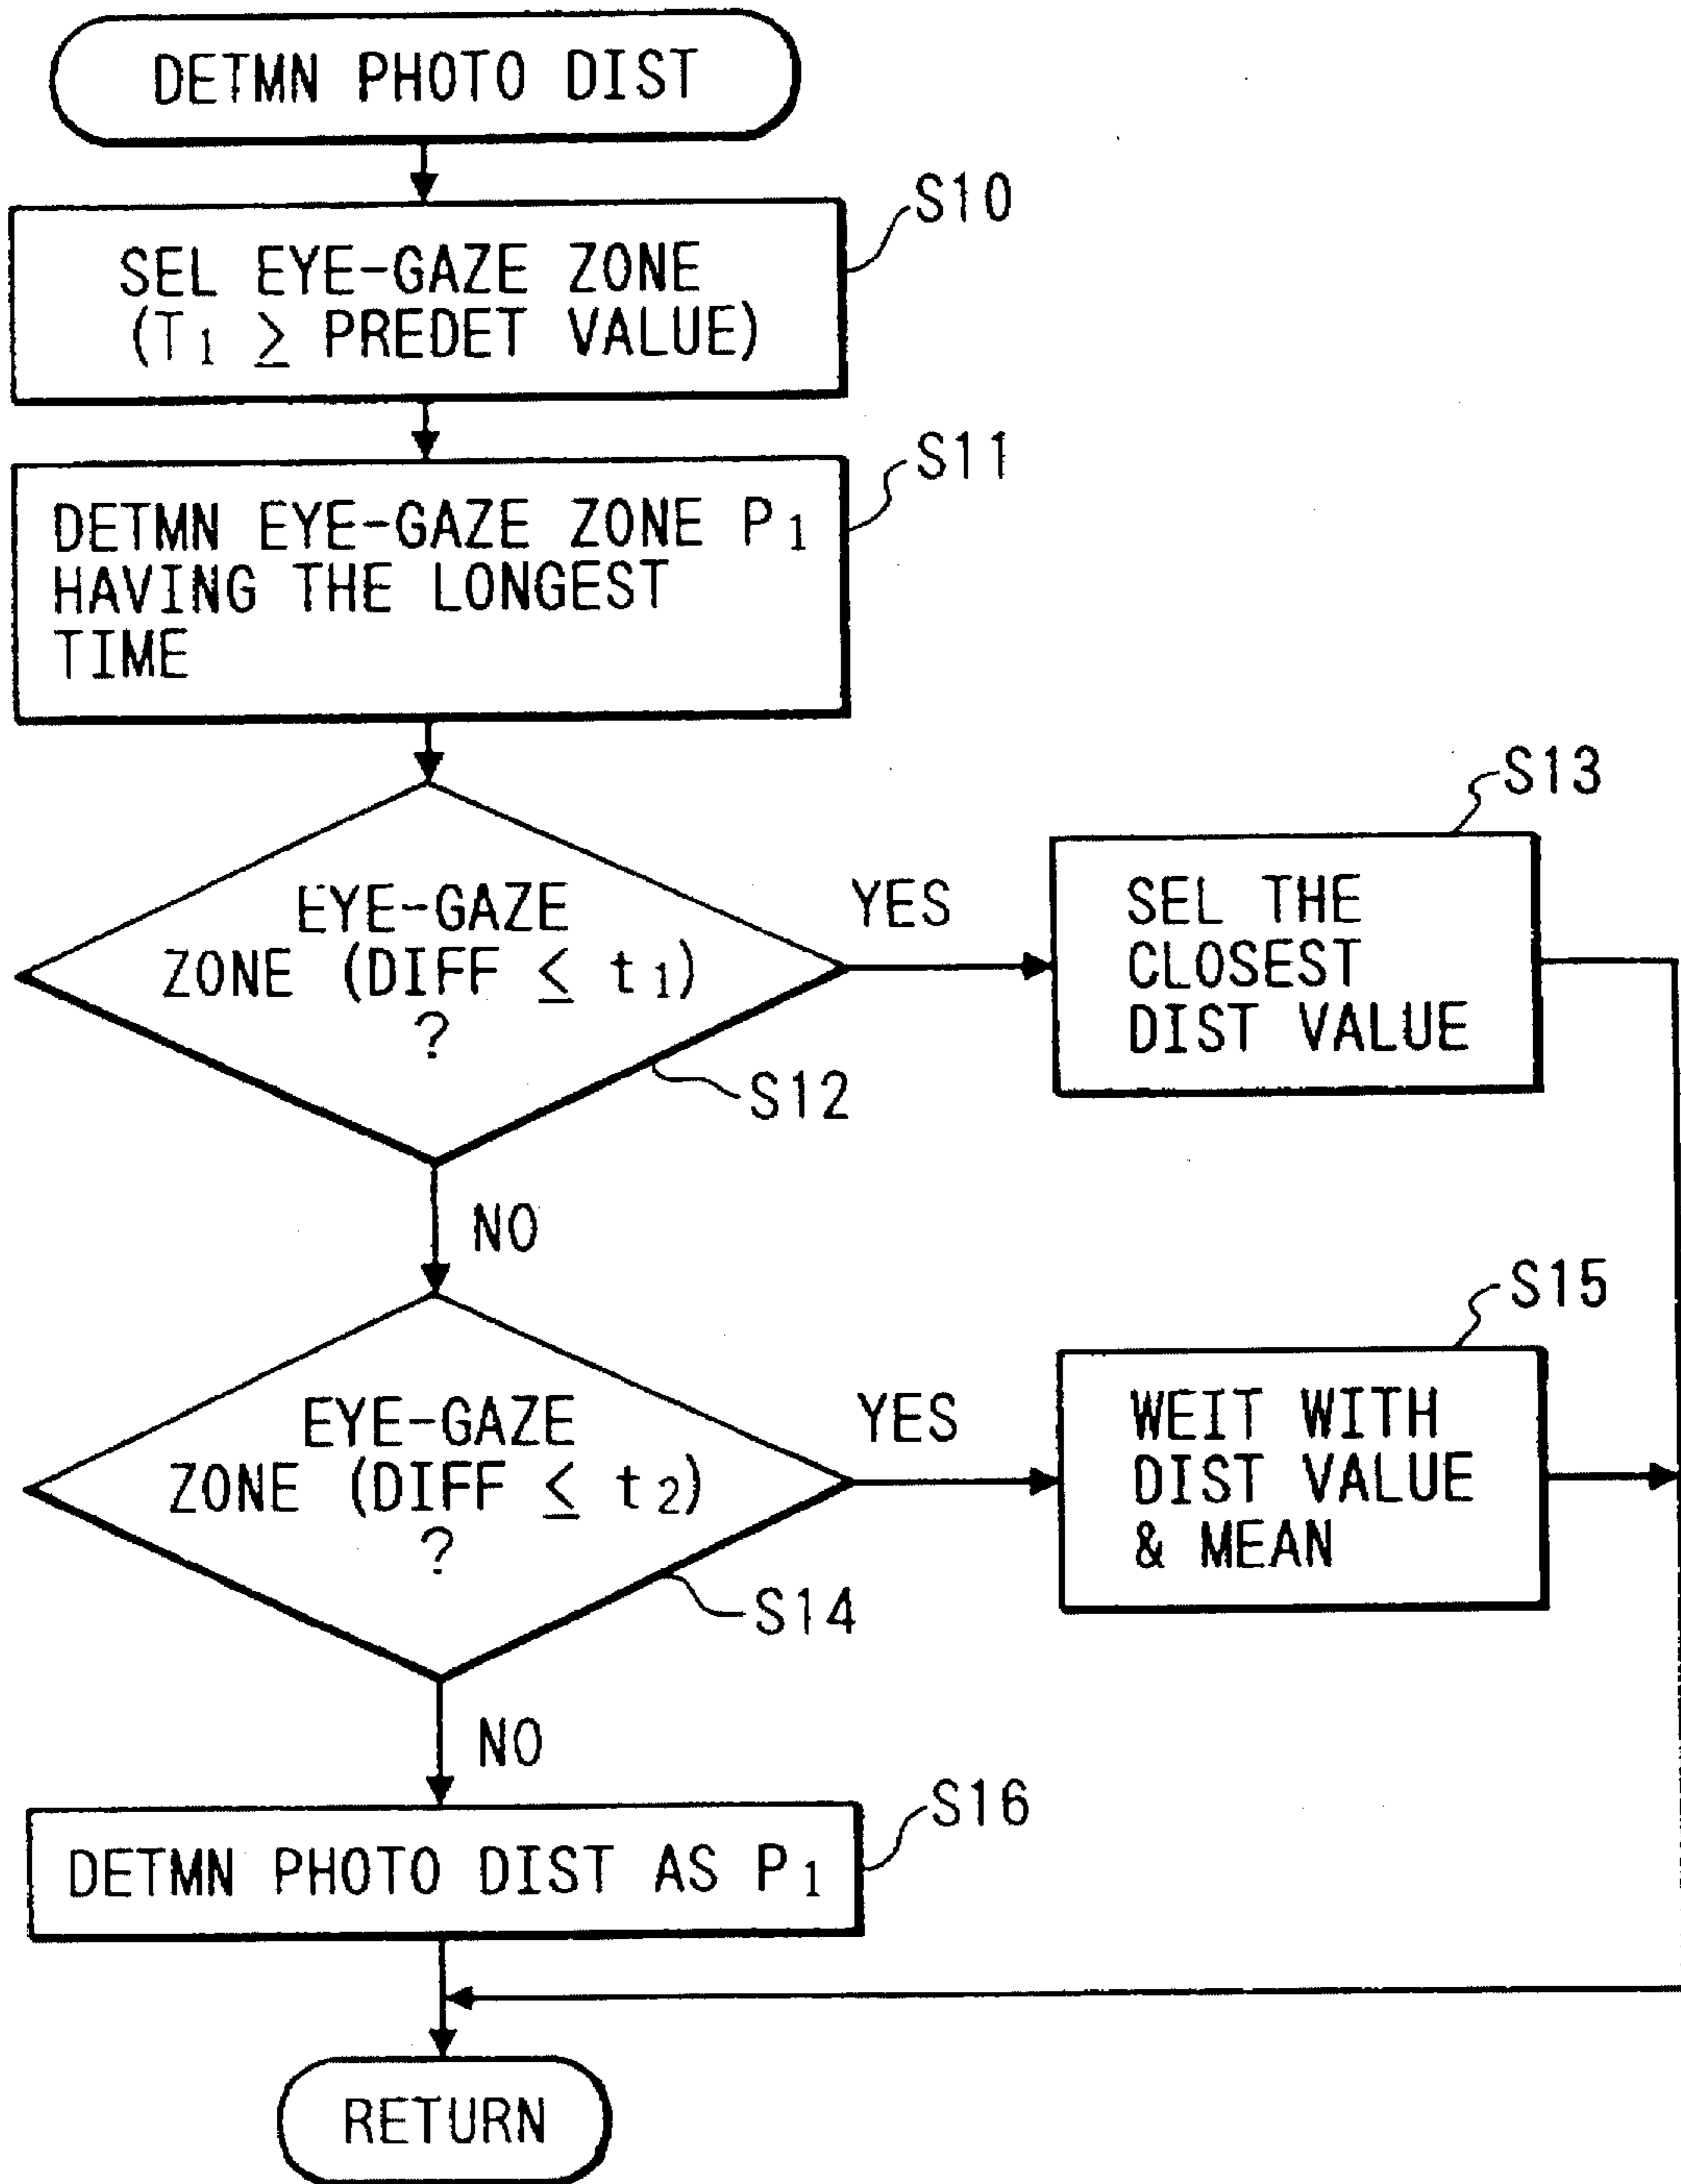 DETMN PHOTO DIST
S10
SEL EYE-GAZE ZONE
(T1 ≥ PREDET VALUE)
S11
DETMN EYE-GAZE ZONE P1
HAVING THE LONGEST
TIME
EYE-GAZE
ZONE (DIFF ≤ t1)
?
S12
YES
S13
SEL THE
CLOSEST
DIST VALUE
NO
EYE-GAZE
ZONE (DIFF ≤ t2)
?
S14
YES
S15
WEIT WITH
DIST VALUE
& MEAN
NO
S16
DETMN PHOTO DIST AS P1
RETURN